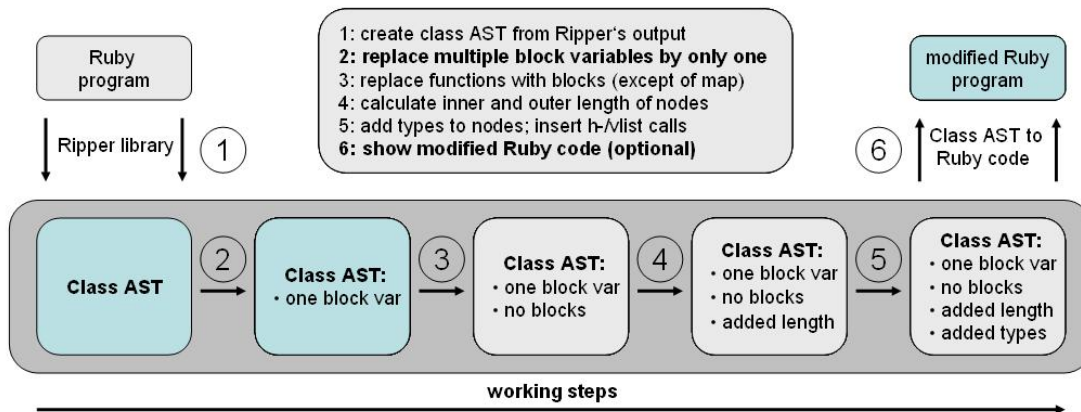 Ruby
program
1: create class AST from Ripper's output
2: replace multiple block variables by only one
3: replace functions with blocks (except of map)
4: calculate inner and outer length of nodes
5: add types to nodes; insert h-/vlist calls
6: show modified Ruby code (optional)
modified Ruby
program
Ripper library
1
6
Class AST to
Ruby code
Class AST
2
Class AST:
· one block var
3
Class AST:
· one block var
· no blocks
4
Class AST:
· one block var
· no blocks
· added length
5
Class AST:
· one block var
· no blocks
· added length
· added types
working steps